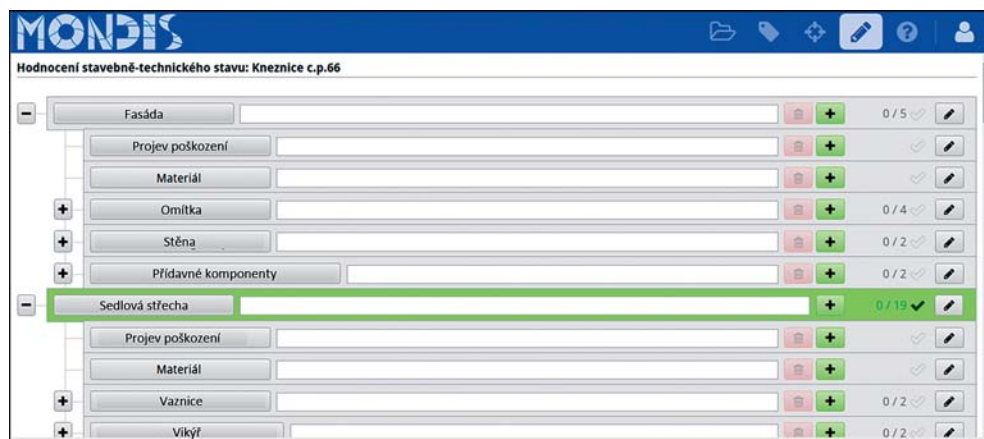 MONDIS
Hodnocení stavebně-technického stavu: Kneznice c.p.66
Fasáda 0 / 5
Projev poškození
Materiál
Omítka 0 / 4
Stěna 0 / 2
Přídavné komponenty 0 / 2
Sedlová střecha 0 / 19
Projev poškození
Materiál
Vaznice 0 / 2
Vikýř 0 / 2